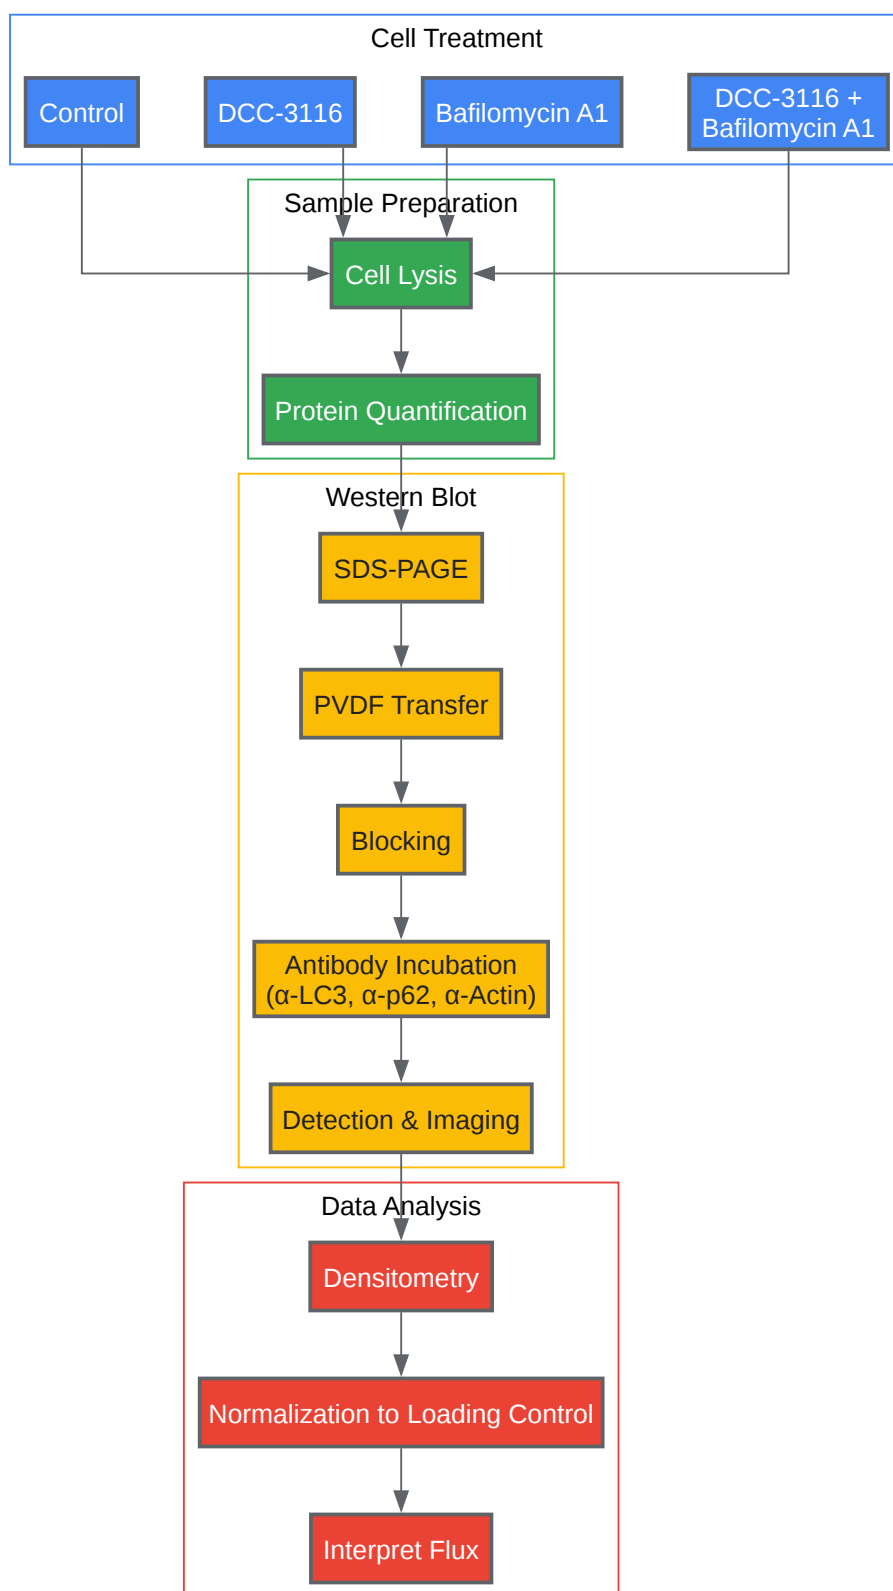 Cell Treatment
Control
DCC-3116
Bafilomycin A1
DCC-3116 +
Bafilomycin A1
Sample Preparation
Cell Lysis
Protein Quantification
Western Blot
SDS-PAGE
PVDF Transfer
Blocking
Antibody Incubation
(α-LC3, α-p62, α-Actin)
Detection & Imaging
Data Analysis
Densitometry
Normalization to Loading Control
Interpret Flux